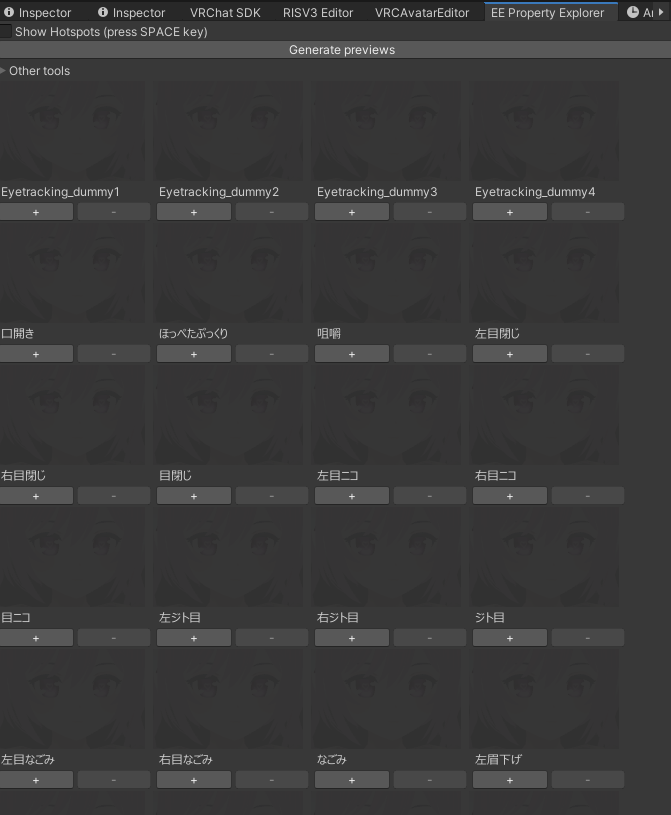 Inspector Inspector VRChat SDK RISV3 Editor VRCAvatarEditor EE Property Explorer
Show Hotspots (press SPACE key)
Generate previews
Other tools
Eyetracking_dummy1 Eyetracking_dummy2 Eyetracking_dummy3 Eyetracking_dummy4
+ - + - + - + -
口開き ほっぺたぷっくり 咀嚼 左目閉じ
+ - + - + - + -
右目閉じ 目閉じ 左目ニコ 右目ニコ
+ - + - + - + -
目ニコ 左ジト目 右ジト目 ジト目
+ - + - + - + -
左目なごみ 右目なごみ なごみ 左眉下げ
+ - + - + - + -